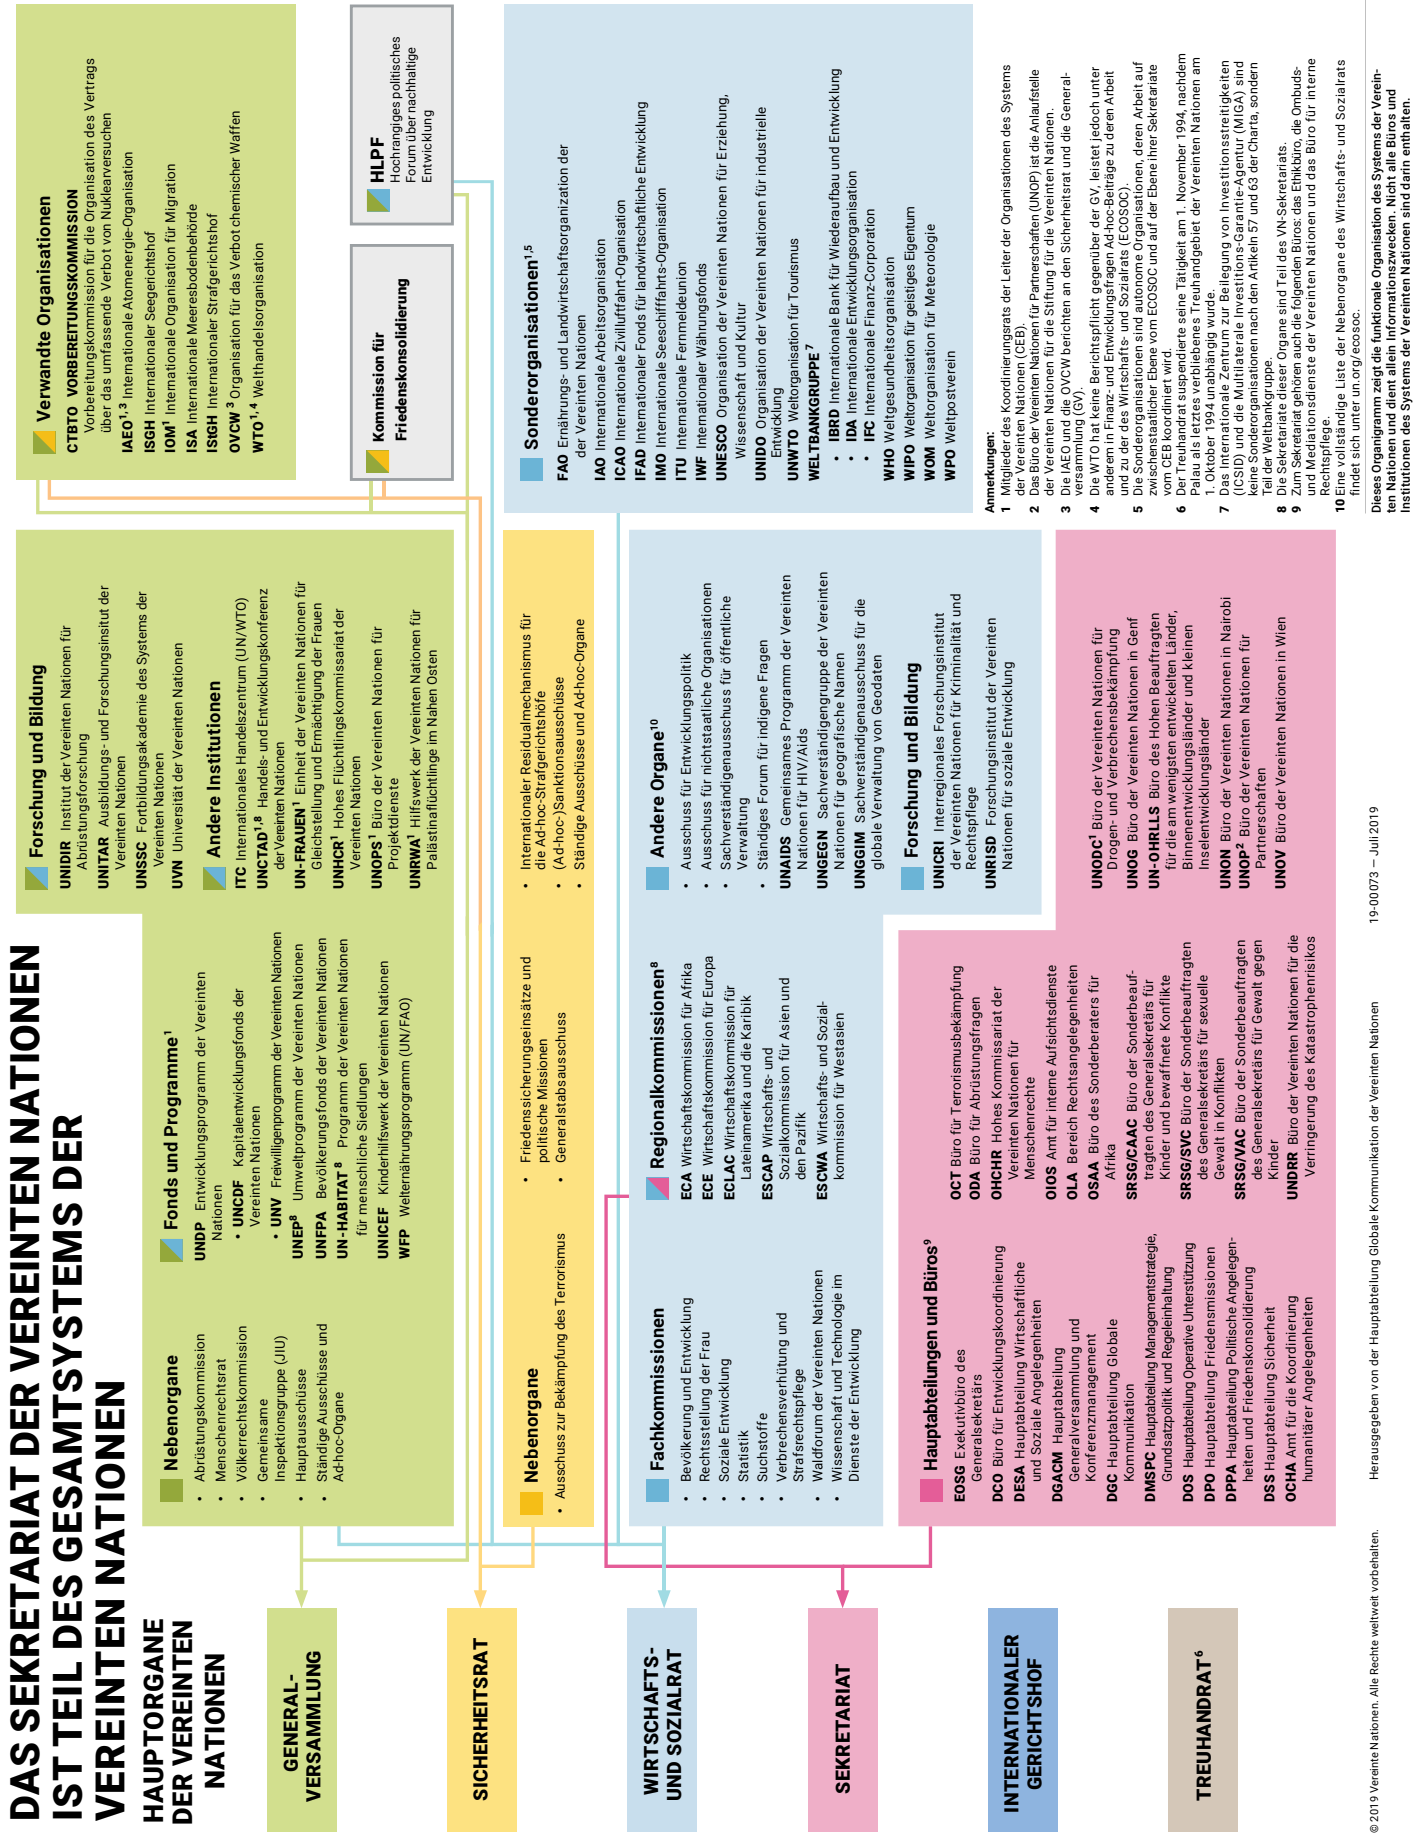 DAS SEKRETARIAT DER VEREINTEN NATIONEN
IST TEIL DES GESAMTSYSTEMS DER
VEREINTEN NATIONEN
HAUPTORGANE
DER VEREINTEN
NATIONEN
GENERAL-
VERSAMMLUNG
SICHERHEITSRAT
WIRTSCHAFTS-
UND SOZIALRAT
SEKRETARIAT
INTERNATIONALER
GERICHTSHOF
TREUHANDRAT⁶
Nebenorgane
• Abrüstungskommission
• Menschenrechtsrat
• Völkerrechtskommission
• Gemeinsame
Inspektionsgruppe (JIU)
• Hauptausschüsse
• Ständige Ausschüsse und
Ad-hoc-Organe
Fonds und Programme¹
UNDP Entwicklungsprogramm der Vereinten
Nationen
• UNCDF Kapitalentwicklungsfonds der
Vereinten Nationen
• UNV Freiwilligenprogramm der Vereinten Nationen
UNEP⁸ Umweltprogramm der Vereinten Nationen
UNFPA Bevölkerungsfonds der Vereinten Nationen
UN-HABITAT⁸ Programm der Vereinten Nationen
für menschliche Siedlungen
UNICEF Kinderhilfswerk der Vereinten Nationen
WFP Welternährungsprogramm (UN/FAO)
Forschung und Bildung
UNIDIR Institut der Vereinten Nationen für
Abrüstungsforschung
UNITAR Ausbildungs- und Forschungsinsitut der
Vereinten Nationen
UNSSC Fortbildungsakademie des Systems der
Vereinten Nationen
UVN Universität der Vereinten Nationen
Andere Institutionen
ITC Internationales Handelszentrum (UN/WTO)
UNCTAD¹,⁸ Handels- und Entwicklungskonferenz
der Vereinten Nationen
UN-FRAUEN¹ Einheit der Vereinten Nationen für
Gleichstellung und Ermächtigung der Frauen
UNHCR¹ Hohes Flüchtlingskommissariat der
Vereinten Nationen
UNOPS¹ Büro der Vereinten Nationen für
Projektdienste
UNRWA¹ Hilfswerk der Vereinten Nationen für
Palästinaflüchtlinge im Nahen Osten
Verwandte Organisationen
CTBTO VORBEREITUNGSKOMMISSION
Vorbereitungskommission für die Organisation des Vertrags
über das umfassende Verbot von Nuklearversuchen
IAEO¹,³ Internationale Atomenergie-Organisation
ISGH Internationaler Seegerichtshof
IOM¹ Internationale Organisation für Migration
ISA Internationale Meeresbodenbehörde
IStGH Internationaler Strafgerichtshof
OVCW³ Organisation für das Verbot chemischer Waffen
WTO¹,⁴ Welthandelsorganisation
Kommission für
Friedenskonsolidierung
HLPF
Hochrangiges politisches
Forum über nachhaltige
Entwicklung
Nebenorgane
• Ausschuss zur Bekämpfung des Terrorismus
• Friedenssicherungseinsätze und
politische Missionen
• Generalstabsausschuss
• Internationaler Residualmechanismus für
die Ad-hoc-Strafgerichtshöfe
• (Ad-hoc-)Sanktionsausschüsse
• Ständige Ausschüsse und Ad-hoc-Organe
Fachkommissionen
• Bevölkerung und Entwicklung
• Rechtsstellung der Frau
• Soziale Entwicklung
• Statistik
• Suchstoffe
• Verbrechensverhütung und
Strafrechtspflege
• Waldforum der Vereinten Nationen
• Wissenschaft und Technologie im
Dienste der Entwicklung
Regionalkommissionen⁸
ECA Wirtschaftskommission für Afrika
ECE Wirtschaftskommission für Europa
ECLAC Wirtschaftskommission für
Lateinamerika und die Karibik
ESCAP Wirtschafts- und
Sozialkommission für Asien und
den Pazifik
ESCWA Wirtschafts- und Sozial-
kommission für Westasien
Andere Organe¹⁰
• Ausschuss für Entwicklungspolitik
• Ausschuss für nichtstaatliche Organisationen
• Sachverständigenausschuss für öffentliche
Verwaltung
• Ständiges Forum für indigene Fragen
UNAIDS Gemeinsames Programm der Vereinten
Nationen für HIV/Aids
UNGEGN Sachverständigengruppe der Vereinten
Nationen für geografische Namen
UNGGIM Sachverständigenausschuss für die
globale Verwaltung von Geodaten
Forschung und Bildung
UNICRI Interregionales Forschungsinstitut
der Vereinten Nationen für Kriminalität und
Rechtspflege
UNRISD Forschungsinstitut der Vereinten
Nationen für soziale Entwicklung
Sonderorganisationen¹,⁵
FAO Ernährungs- und Landwirtschaftsorganization der
der Vereinten Nationen
IAO Internationale Arbeitsorganisation
ICAO Internationale Zivilluftfahrt-Organisation
IFAD Internationaler Fonds für landwirtschaftliche Entwicklung
IMO Internationale Seeschifffahrts-Organisation
ITU Internationale Fernmeldeunion
IWF Internationaler Währungsfonds
UNESCO Organisation der Vereinten Nationen für Erziehung,
Wissenschaft und Kultur
UNIDO Organisation der Vereinten Nationen für industrielle
Entwicklung
UNWTO Weltorganisation für Tourismus
WELTBANKGRUPPE⁷
• IBRD Internationale Bank für Wiederaufbau und Entwicklung
• IDA Internationale Entwicklungsorganisation
• IFC Internationale Finanz-Corporation
WHO Weltgesundheitsorganisation
WIPO Weltorganisation für geistiges Eigentum
WOM Weltorganisation für Meteorologie
WPO Weltpostverein
Hauptabteilungen und Büros⁹
EOSG Exekutivbüro des
Generalsekretärs
DCO Büro für Entwicklungskoordinierung
DESA Hauptabteilung Wirtschaftliche
und Soziale Angelegenheiten
DGACM Hauptabteilung
Generalversammlung und
Konferenzmanagement
DGC Hauptabteilung Globale
Kommunikation
DMSPC Hauptabteilung Managementstrategie,
Grundsatzpolitik und Regeleinhaltung
DOS Hauptabteilung Operative Unterstützung
DPO Hauptabteilung Friedensmissionen
DPPA Hauptabteilung Politische Angelegen-
heiten und Friedenskonsolidierung
DSS Hauptabteilung Sicherheit
OCHA Amt für die Koordinierung
humanitärer Angelegenheiten
OCT Büro für Terrorismusbekämpfung
ODA Büro für Abrüstungsfragen
OHCHR Hohes Kommissariat der
Vereinten Nationen für
Menschenrechte
OIOS Amt für interne Aufsichtsdienste
OLA Bereich Rechtsangelegenheiten
OSAA Büro des Sonderberaters für
Afrika
SRSG/CAAC Büro der Sonderbeauf-
tragten des Generalsekretärs für
Kinder und bewaffnete Konflikte
SRSG/SVC Büro der Sonderbeauftragten
des Generalsekretärs für sexuelle
Gewalt in Konflikten
SRSG/VAC Büro der Sonderbeauftragten
des Generalsekretärs für Gewalt gegen
Kinder
UNDRR Büro der Vereinten Nationen für die
Verringerung des Katastrophenrisikos
UNODC¹ Büro der Vereinten Nationen für
Drogen- und Verbrechensbekämpfung
UNOG Büro der Vereinten Nationen in Genf
UN-OHRLLS Büro des Hohen Beauftragten
für die am wenigsten entwickelten Länder,
Binnenentwicklungsländer und kleinen
Inselentwicklungsländer
UNON Büro der Vereinten Nationen in Nairobi
UNOP² Büro der Vereinten Nationen für
Partnerschaften
UNOV Büro der Vereinten Nationen in Wien
Anmerkungen:
1 Mitglieder des Koordinierungsrats der Leiter der Organisationen des Systems
der Vereinten Nationen (CEB).
2 Das Büro der Vereinten Nationen für Partnerschaften (UNOP) ist die Anlaufstelle
der Vereinten Nationen für die Stiftung für die Vereinten Nationen.
3 Die IAEO und die OVCW berichten an den Sicherheitsrat und die General-
versammlung (GV).
4 Die WTO hat keine Berichtspflicht gegenüber der GV, leistet jedoch unter
anderem in Finanz- und Entwicklungsfragen Ad-hoc-Beiträge zu deren Arbeit
und zu der des Wirtschafts- und Sozialrats (ECOSOC).
5 Die Sonderorganisationen sind autonome Organisationen, deren Arbeit auf
zwischenstaatlicher Ebene vom ECOSOC und auf der Ebene ihrer Sekretariate
vom CEB koordiniert wird.
6 Der Treuhandrat suspendierte seine Tätigkeit am 1. November 1994, nachdem
Palau als letztes verbliebenes Treuhandgebiet der Vereinten Nationen am
1. Oktober 1994 unabhängig wurde.
7 Das Internationale Zentrum zur Beilegung von Investitionsstreitigkeiten
(ICSID) und die Multilaterale Investitions-Garantie-Agentur (MIGA) sind
keine Sonderorganisationen nach den Artikeln 57 und 63 der Charta, sondern
Teil der Weltbankgruppe.
8 Die Sekretariate dieser Organe sind Teil des VN-Sekretariats.
9 Zum Sekretariat gehören auch die folgenden Büros: das Ethikbüro, die Ombuds-
und Mediationsdienste der Vereinten Nationen und das Büro für interne
Rechtspflege.
10 Eine vollständige Liste der Nebenorgane des Wirtschafts- und Sozialrats
findet sich unter un.org/ecosoc.
Dieses Organigramm zeigt die funktionale Organisation des Systems der Verein-
ten Nationen und dient allein Informationszwecken. Nicht alle Büros und
Institutionen des Systems der Vereinten Nationen sind darin enthalten.
© 2019 Vereinte Nationen. Alle Rechte weltweit vorbehalten.
Herausgegeben von der Hauptabteilung Globale Kommunikation der Vereinten Nationen
19-00073 — Juli 2019